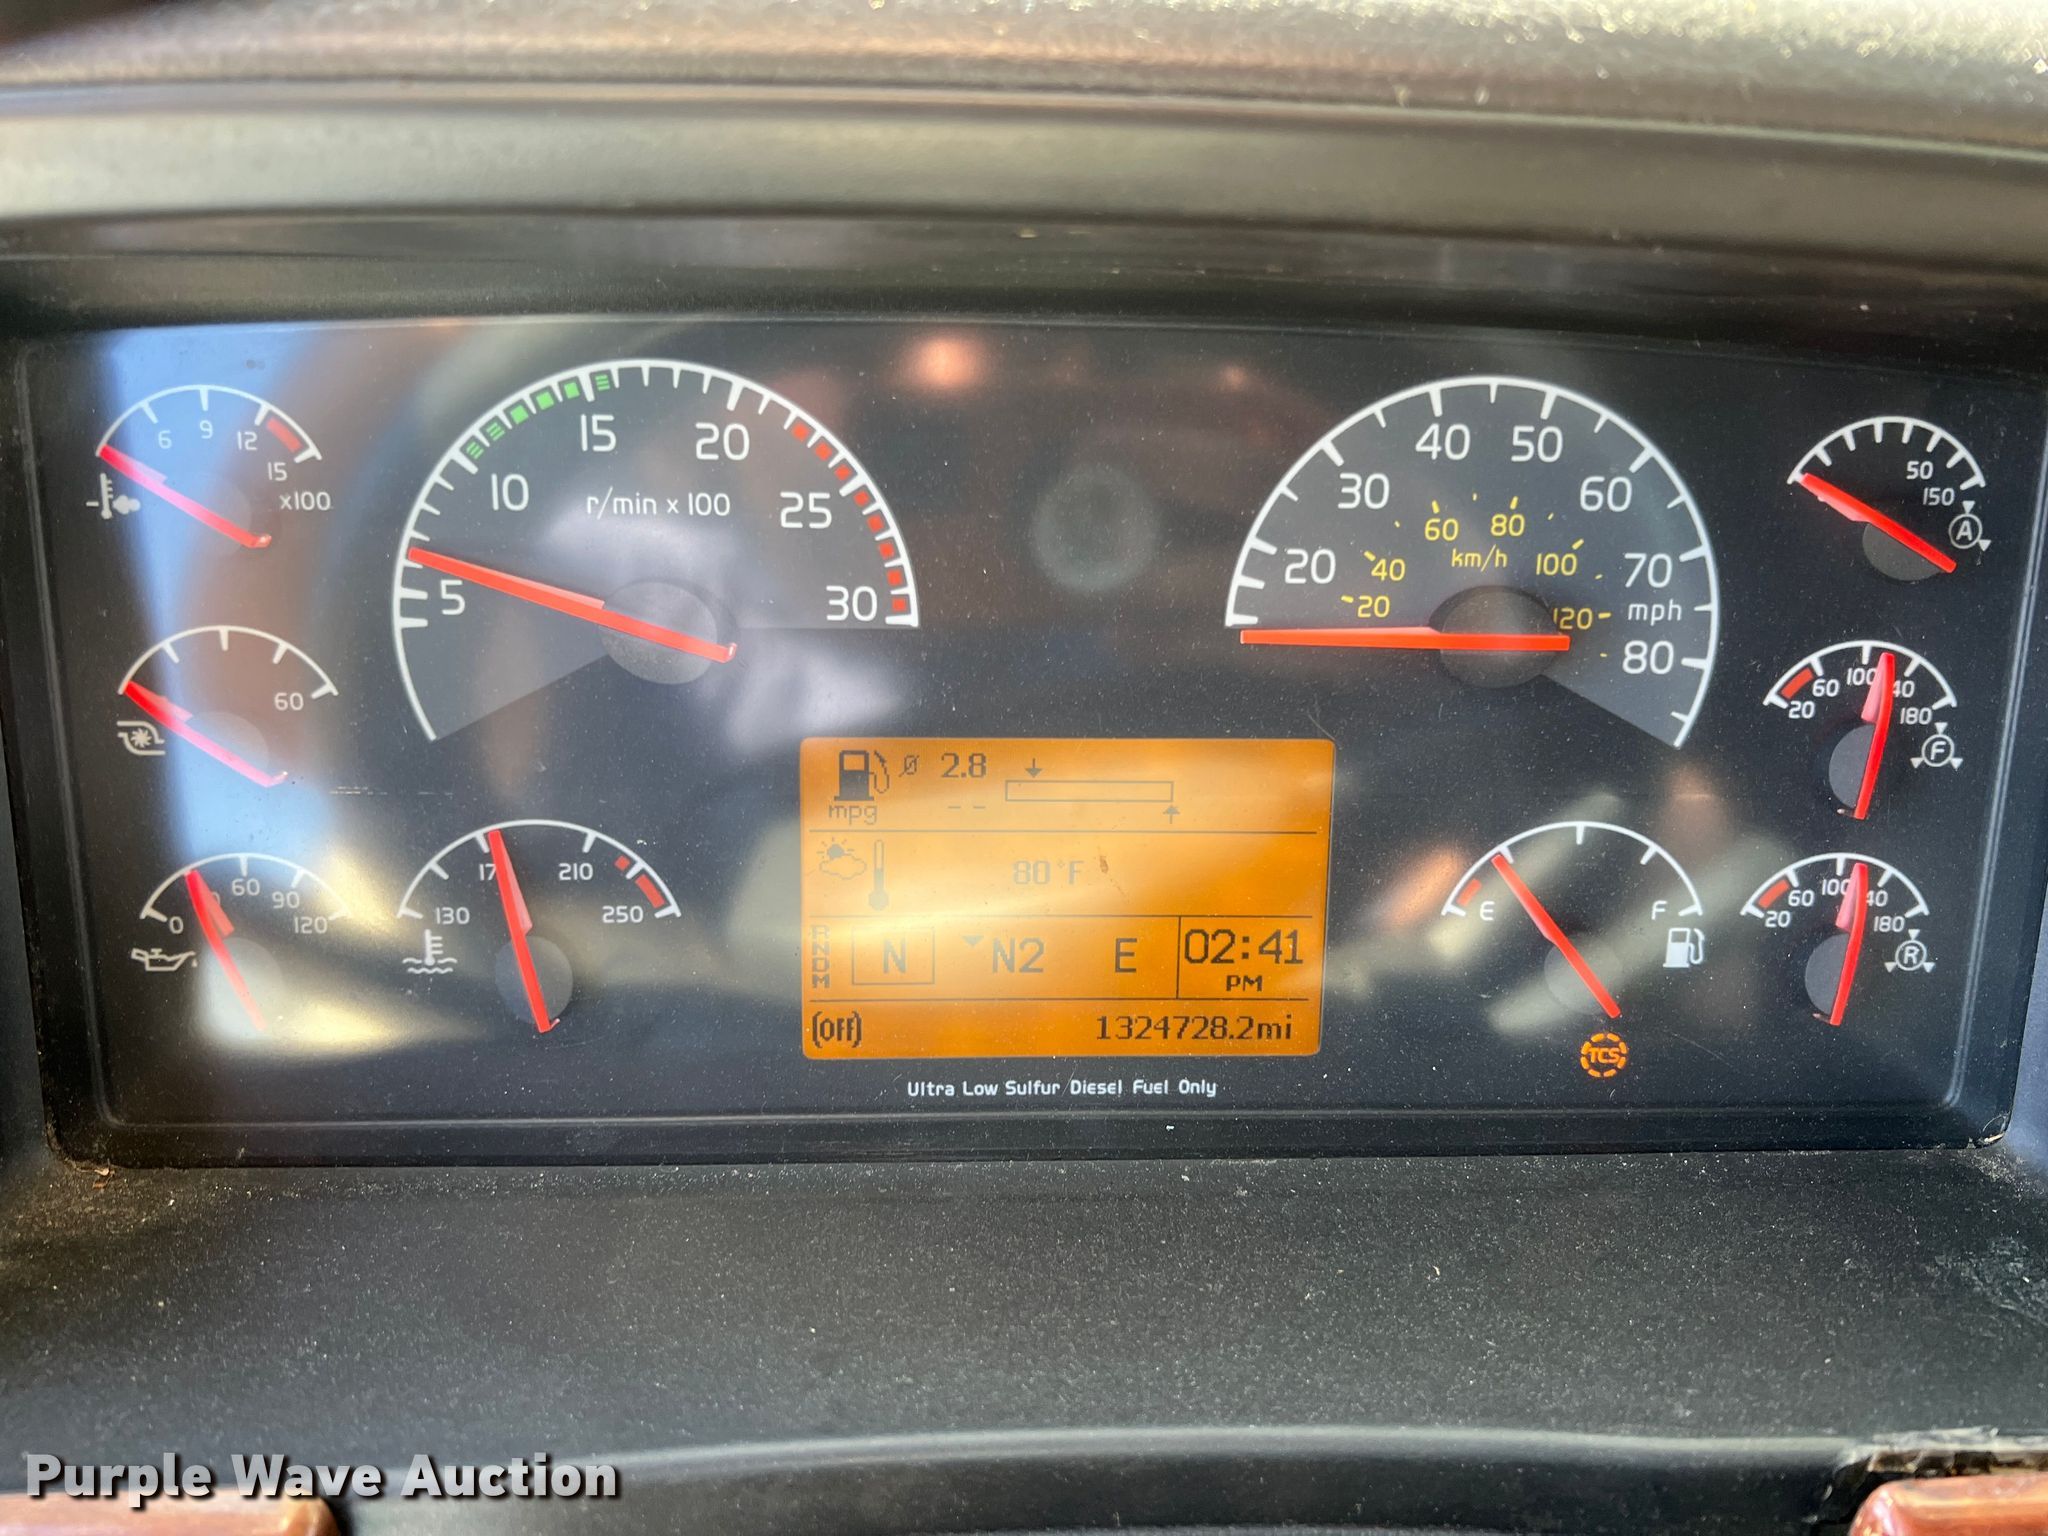 6 9 12 15
x100
5 10 15 20 25 30
r/min x 100
20 30 40 50 60 70 80
mph
20 40 60 80 100 120
km/h
50
150
A
60
20 60 100 40 180
F
0 60 90 120
130 17 210 250
E F
20 60 100 40 180
R
2.8
mpg
--
80°F
RNDM
N N2 E
02:41
PM
(Off)
1324728.2mi
TCS
Ultra Low Sulfur Diesel Fuel Only
Purple Wave Auction